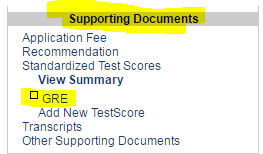 Supporting Documents
Application Fee
Recommendation
Standardized Test Scores
View Summary
GRE
Add New TestScore
Transcripts
Other Supporting Documents